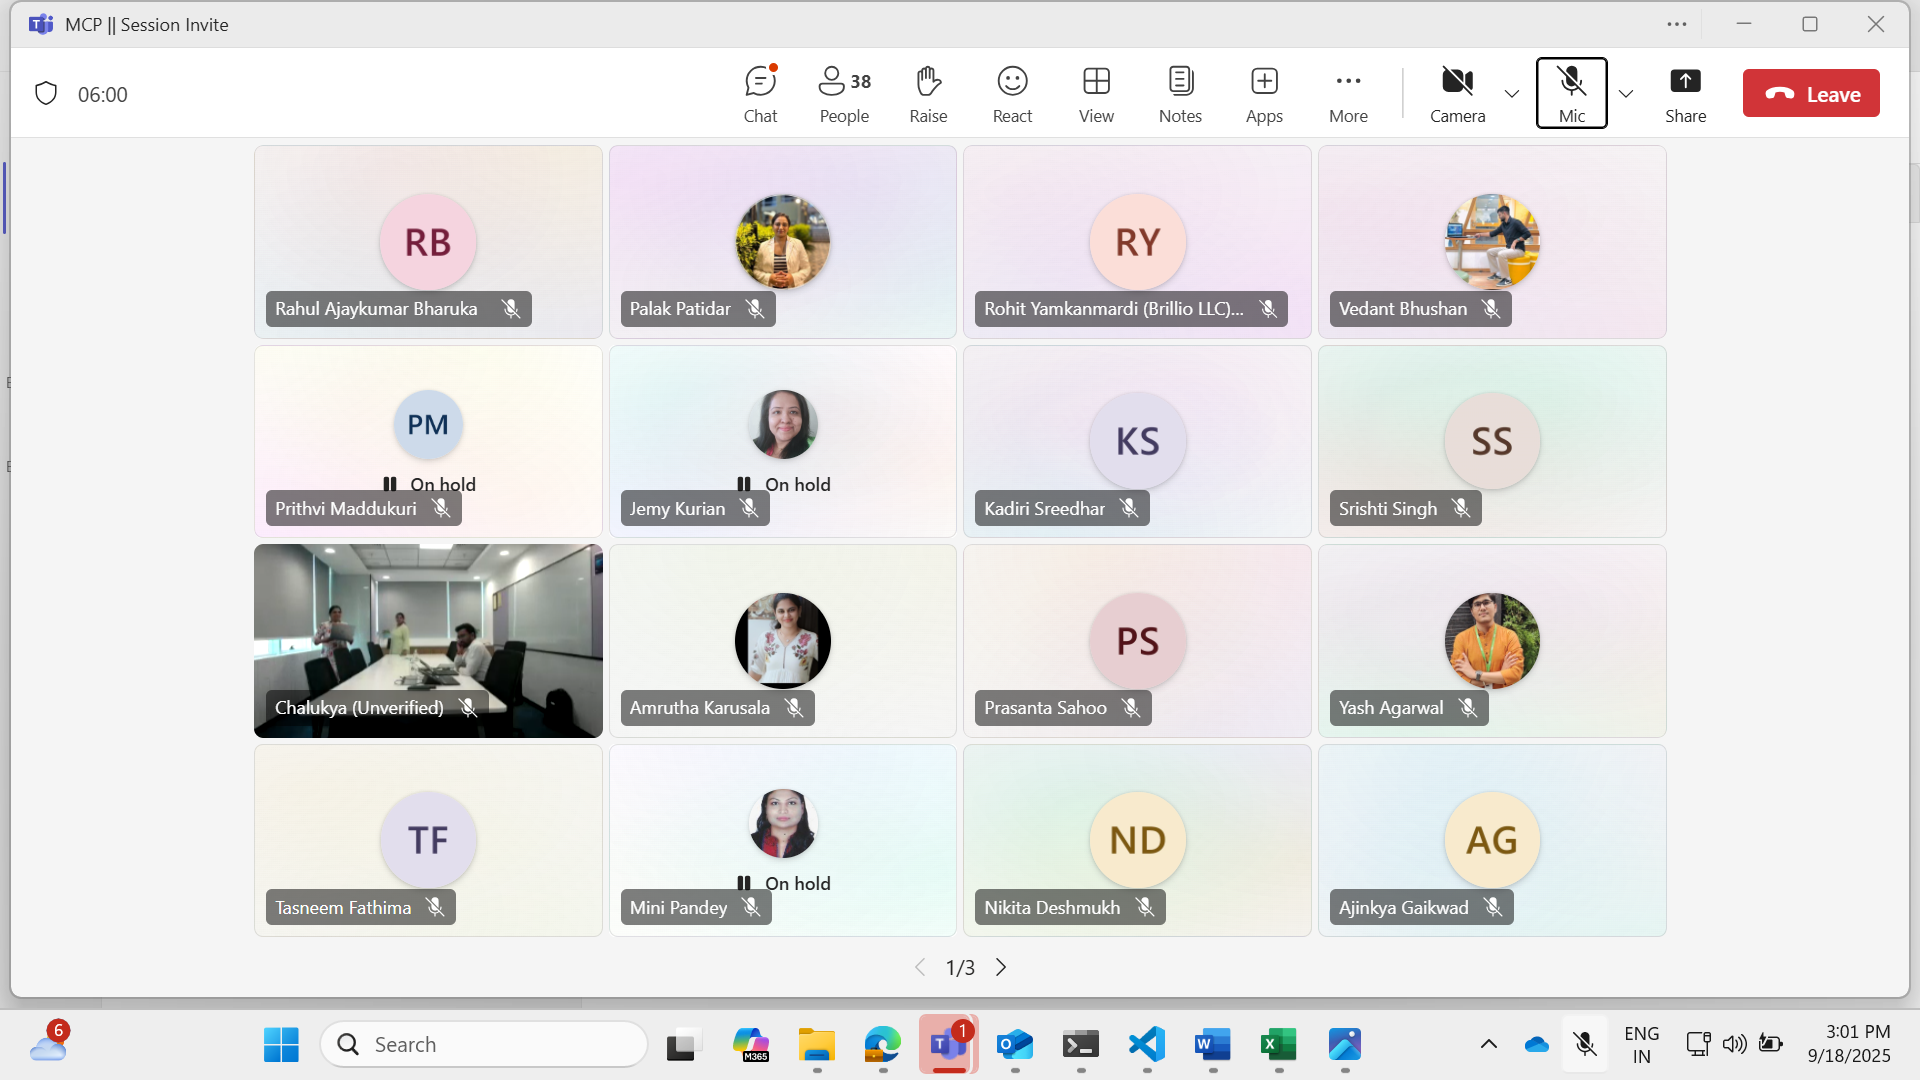 MCP || Session Invite
06:00
Chat
People 38
Raise
React
View
Notes
Apps
More
Camera
Mic
Share
Leave
RB
Rahul Ajaykumar Bharuka
Palak Patidar
RY
Rohit Yamkanmardi (Brillio LLC)...
Vedant Bhushan
PM
On hold
Prithvi Maddukuri
On hold
Jemy Kurian
KS
Kadiri Sreedhar
SS
Srishti Singh
Chalukya (Unverified)
Amrutha Karusala
PS
Prasanta Sahoo
Yash Agarwal
TF
Tasneem Fathima
On hold
Mini Pandey
ND
Nikita Deshmukh
AG
Ajinkya Gaikwad
1/3
6
Search
M365
1
ENG
IN
3:01 PM
9/18/2025